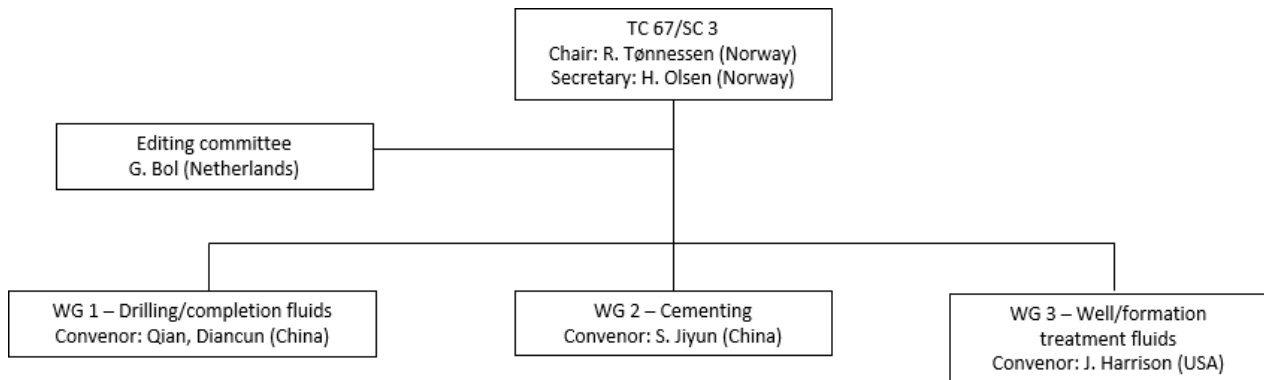 TC 67/SC 3
Chair: R. Tønnessen (Norway)
Secretary: H. Olsen (Norway)
Editing committee
G. Bol (Netherlands)
WG 1 – Drilling/completion fluids
Convenor: Qian, Diancun (China)
WG 2 – Cementing
Convenor: S. Jiyun (China)
WG 3 – Well/formation
treatment fluids
Convenor: J. Harrison (USA)